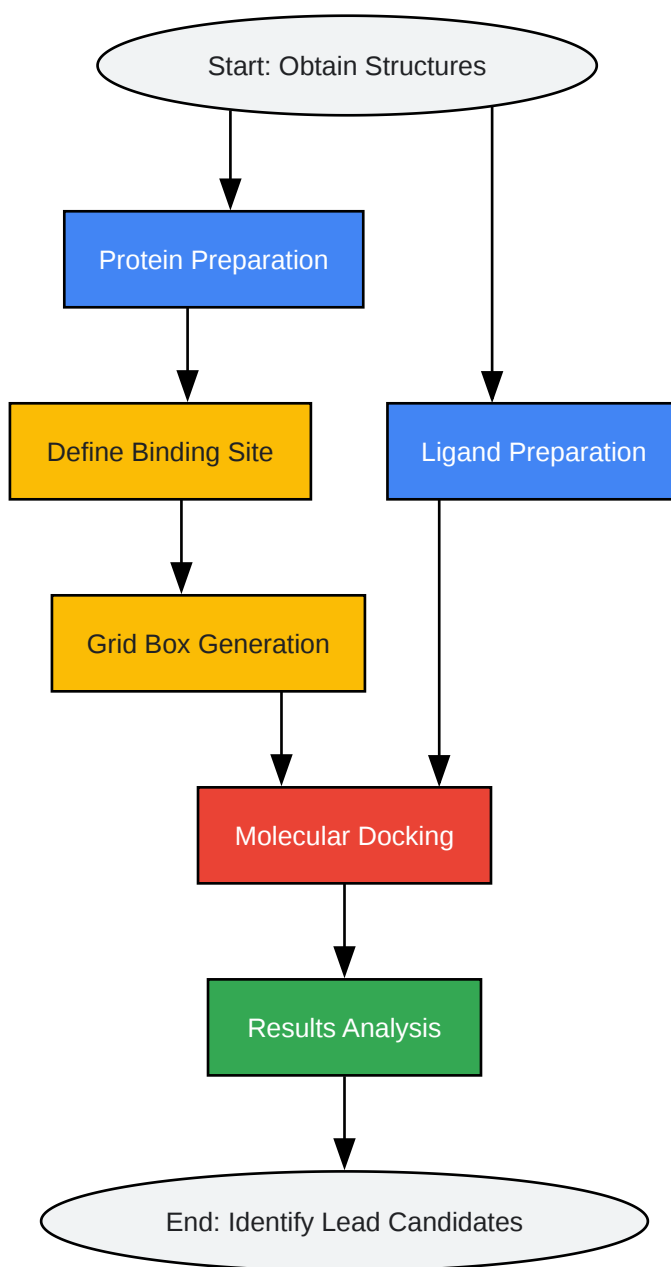 Start: Obtain Structures
Protein Preparation
Define Binding Site
Ligand Preparation
Grid Box Generation
Molecular Docking
Results Analysis
End: Identify Lead Candidates